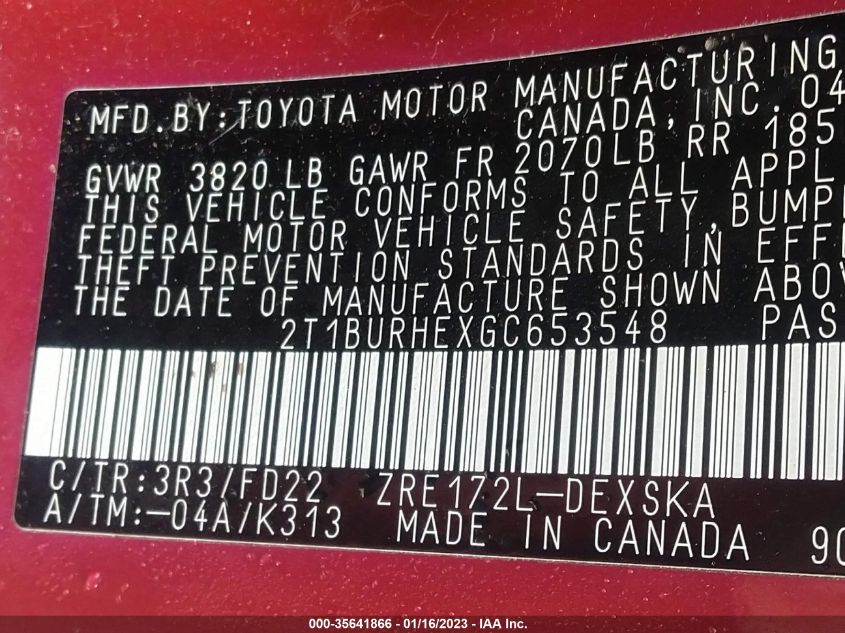 MFD.BY:TOYOTA MOTOR MANUFACTURING
CANADA, INC. 04
GVWR 3820 LB GAWR FR 2070LB RR 185
THIS VEHICLE CONFORMS TO ALL APPL
FEDERAL MOTOR VEHICLE SAFETY, BUMP
THEFT PREVENTION STANDARDS IN EFF
THE DATE OF MANUFACTURE SHOWN ABOV
2T1BURHEXGC653548 PAS
C/TR:3R3/FD22 ZRE172L-DEXSKA
A/TM:-04A/K313 MADE IN CANADA 90
000-35641866 - 01/16/2023 - IAA Inc.